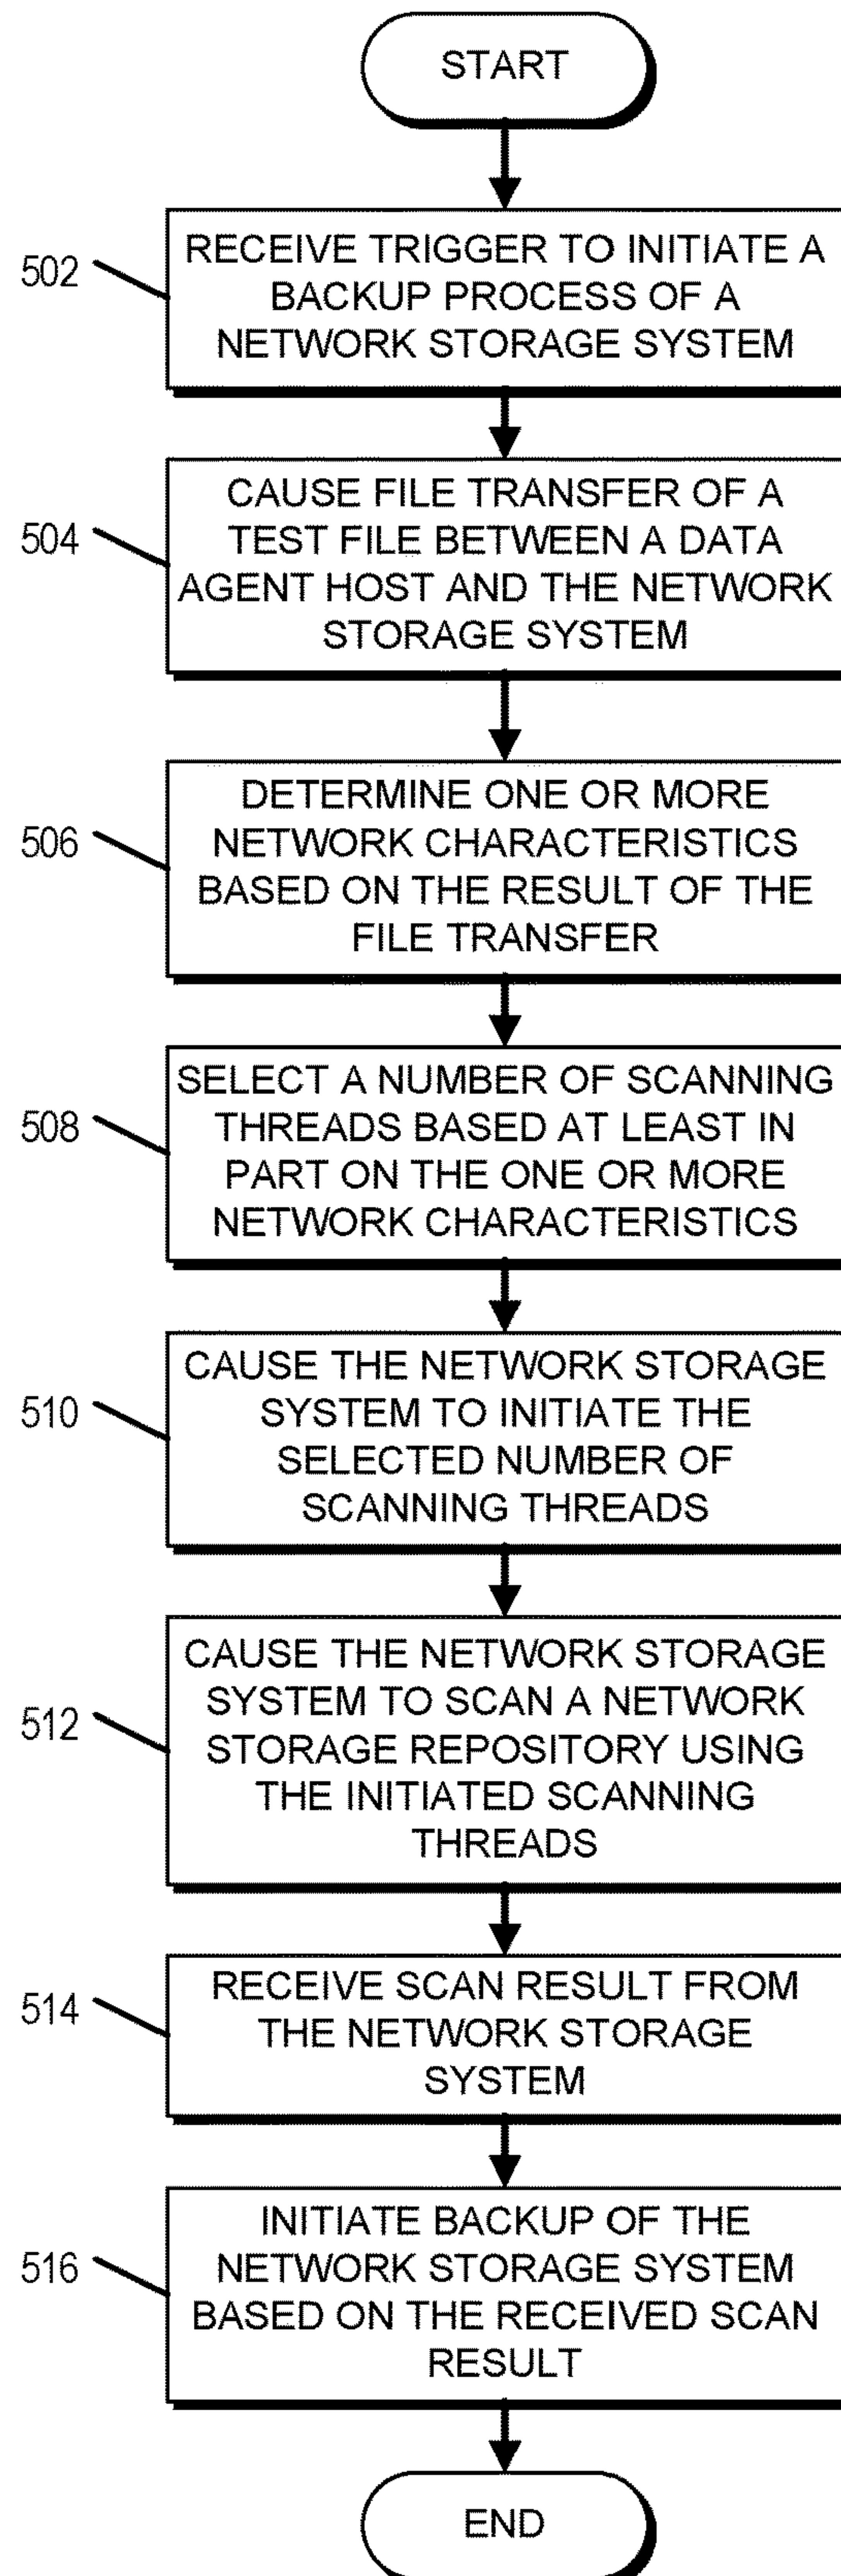 START
502
RECEIVE TRIGGER TO INITIATE A
BACKUP PROCESS OF A
NETWORK STORAGE SYSTEM
504
CAUSE FILE TRANSFER OF A
TEST FILE BETWEEN A DATA
AGENT HOST AND THE NETWORK
STORAGE SYSTEM
506
DETERMINE ONE OR MORE
NETWORK CHARACTERISTICS
BASED ON THE RESULT OF THE
FILE TRANSFER
508
SELECT A NUMBER OF SCANNING
THREADS BASED AT LEAST IN
PART ON THE ONE OR MORE
NETWORK CHARACTERISTICS
510
CAUSE THE NETWORK STORAGE
SYSTEM TO INITIATE THE
SELECTED NUMBER OF
SCANNING THREADS
512
CAUSE THE NETWORK STORAGE
SYSTEM TO SCAN A NETWORK
STORAGE REPOSITORY USING
THE INITIATED SCANNING
THREADS
514
RECEIVE SCAN RESULT FROM
THE NETWORK STORAGE
SYSTEM
516
INITIATE BACKUP OF THE
NETWORK STORAGE SYSTEM
BASED ON THE RECEIVED SCAN
RESULT
END